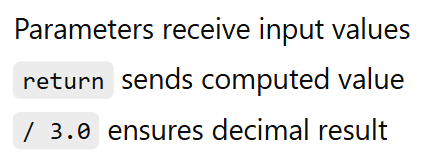 Parameters receive input values
return sends computed value
/ 3.0 ensures decimal result